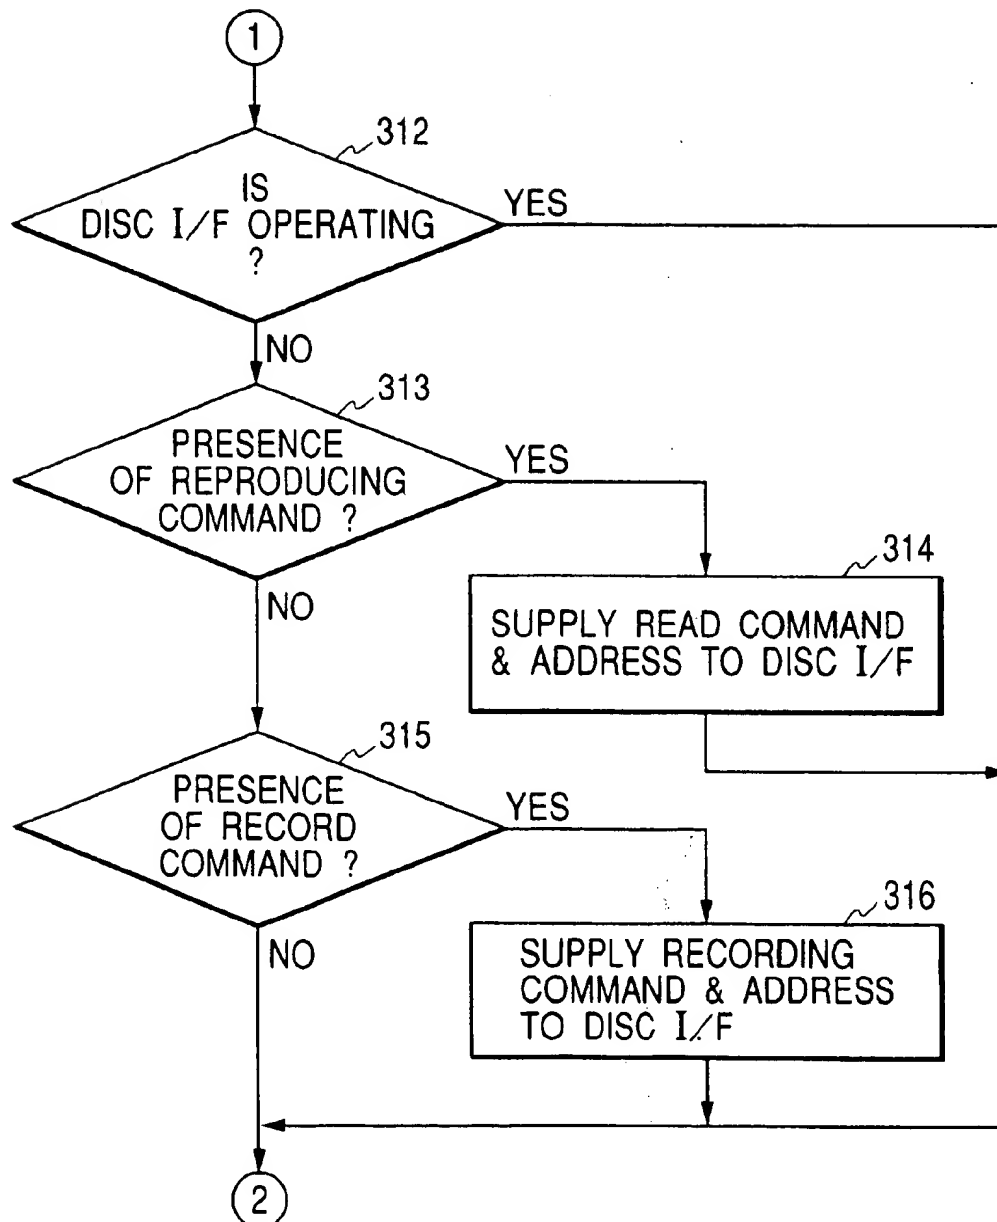 1
312
IS
DISC I/F OPERATING
?
YES
NO
313
PRESENCE
OF REPRODUCING
COMMAND ?
YES
NO
314
SUPPLY READ COMMAND
& ADDRESS TO DISC I/F
315
PRESENCE
OF RECORD
COMMAND ?
YES
NO
316
SUPPLY RECORDING
COMMAND & ADDRESS
TO DISC I/F
2